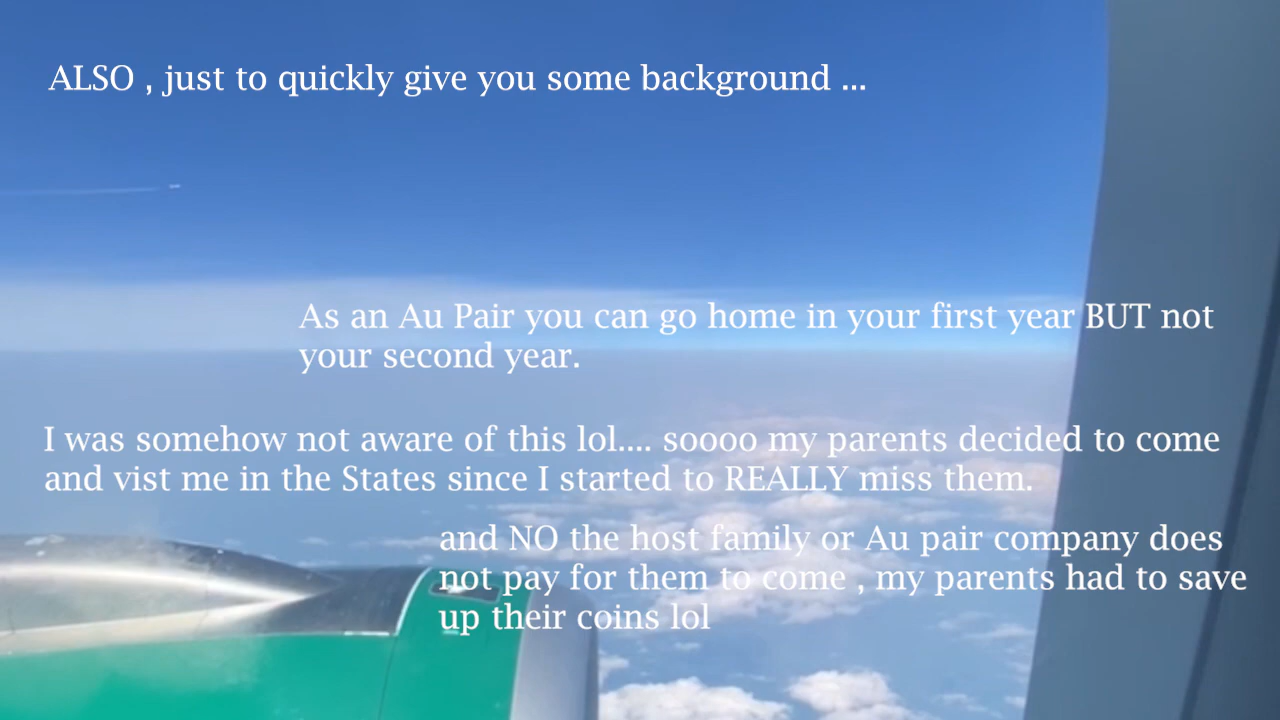 ALSO , just to quickly give you some background ...
As an Au Pair you can go home in your first year BUT not
your second year.
I was somehow not aware of this lol.... soooo my parents decided to come
and vist me in the States since I started to REALLY miss them.
and NO the host family or Au pair company does
not pay for them to come , my parents had to save
up their coins lol